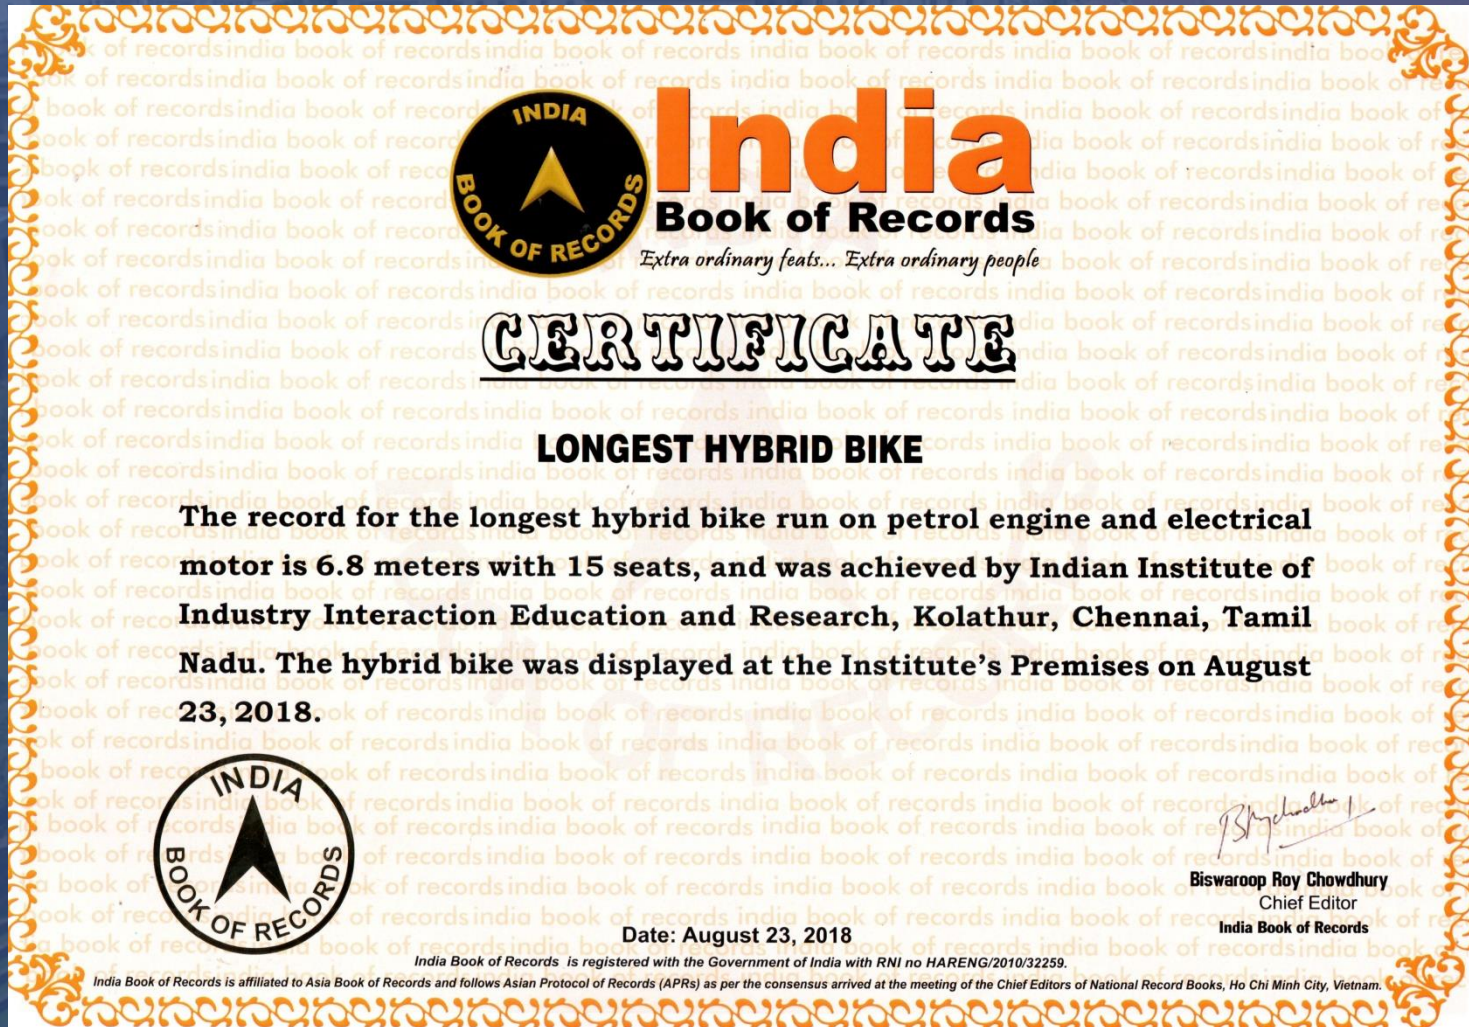 INDIA
BOOK OF RECORDS
India
Book of Records
Extra ordinary feats... Extra ordinary people
CERTIFICATE
LONGEST HYBRID BIKE
The record for the longest hybrid bike run on petrol engine and electrical
motor is 6.8 meters with 15 seats, and was achieved by Indian Institute of
Industry Interaction Education and Research, Kolathur, Chennai, Tamil
Nadu. The hybrid bike was displayed at the Institute's Premises on August
23, 2018.
INDIA
BOOK OF RECORDS
Biswaroop Roy Chowdhury
Chief Editor
India Book of Records
Date: August 23, 2018
India Book of Records is registered with the Government of India with RNI no HARENG/2010/32259.
India Book of Records is affiliated to Asia Book of Records and follows Asian Protocol of Records (APRs) as per the consensus arrived at the meeting of the Chief Editors of National Record Books, Ho Chi Minh City, Vietnam.